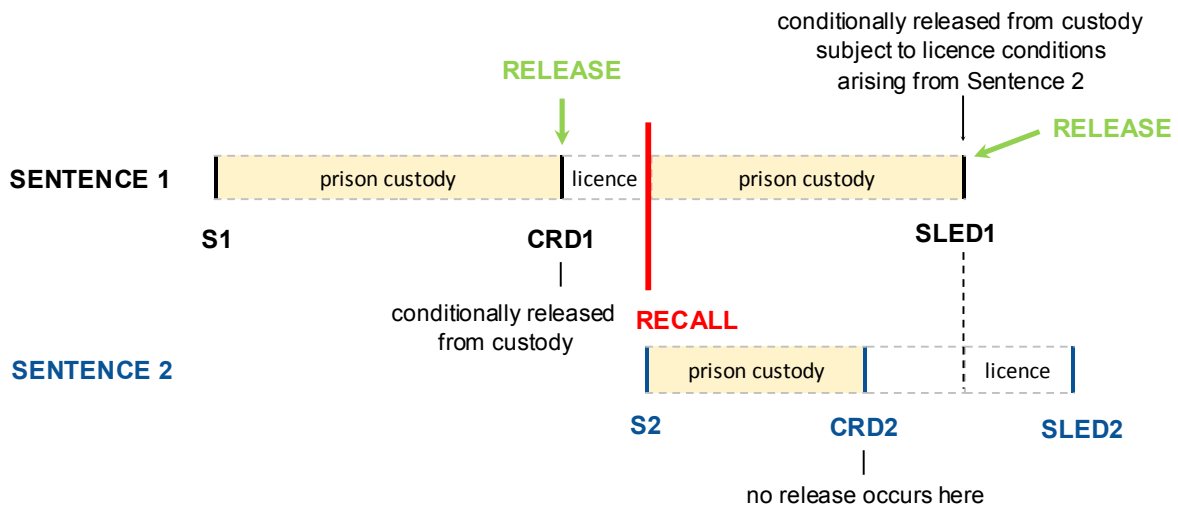 conditionally released from custody
subject to licence conditions
arising from Sentence 2
RELEASE
RELEASE
SENTENCE 1
prison custody
licence
prison custody
S1
CRD1
SLED1
conditionally released
from custody
RECALL
SENTENCE 2
prison custody
licence
S2
CRD2
SLED2
no release occurs here